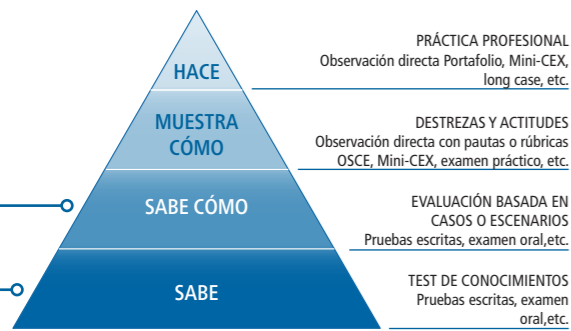 HACE
PRÁCTICA PROFESIONAL
Observación directa Portafolio, Mini-CEX,
long case, etc.
MUESTRA
CÓMO
DESTREZAS Y ACTITUDES
Observación directa con pautas o rúbricas
OSCE, Mini-CEX, examen práctico, etc.
SABE CÓMO
EVALUACIÓN BASADA EN
CASOS O ESCENARIOS
Pruebas escritas, examen oral,etc.
SABE
TEST DE CONOCIMIENTOS
Pruebas escritas, examen
oral,etc.